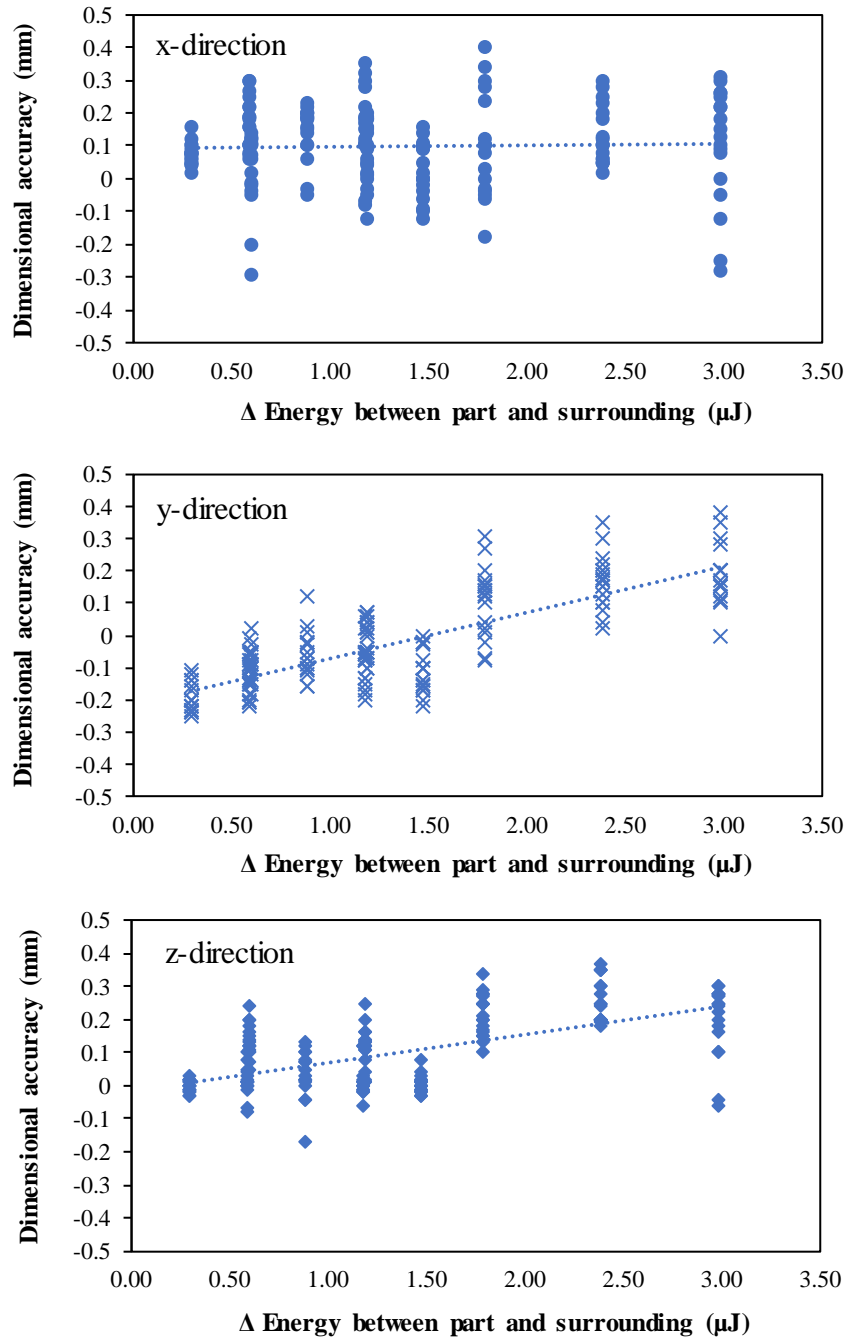 0.5
x-direction
0.4
0.3
0.2
0.1
0
-0.1
-0.2
-0.3
-0.4
-0.5
Dimensional accuracy (mm)
0.00 0.50 1.00 1.50 2.00 2.50 3.00 3.50
Δ Energy between part and surrounding (μJ)
0.5
y-direction
0.4
0.3
0.2
0.1
0
-0.1
-0.2
-0.3
-0.4
-0.5
Dimensional accuracy (mm)
0.00 0.50 1.00 1.50 2.00 2.50 3.00 3.50
Δ Energy between part and surrounding (μJ)
0.5
z-direction
0.4
0.3
0.2
0.1
0
-0.1
-0.2
-0.3
-0.4
-0.5
Dimensional accuracy (mm)
0.00 0.50 1.00 1.50 2.00 2.50 3.00 3.50
Δ Energy between part and surrounding (μJ)